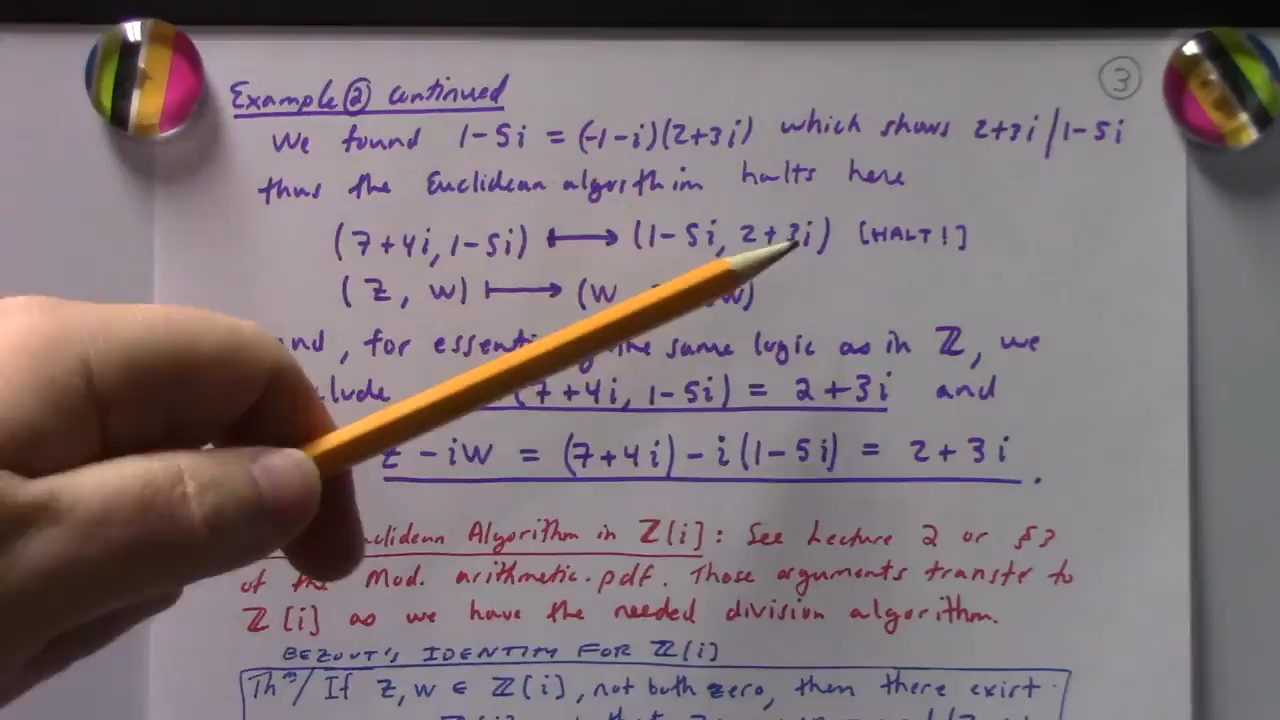 3
Example ② continued
We found 1-5i = (-1-i)(2+3i) which shows 2+3i / 1-5i
thus the Euclidean algorithm halts here
(7+4i, 1-5i) ⟼ (1-5i, 2+3i) [HALT!]
(z, w) ⟼ (w
for the same logic as in ℤ, we
(7+4i, 1-5i) = 2+3i and
z - iw = (7+4i) - i(1-5i) = 2+3i.
Algorithm in ℤ[i]: See Lecture 2 or §3
of the Mod. arithmetic.pdf. Those arguments transfer to
ℤ[i] as we have the needed division algorithm.
BEZOUT'S IDENTITY FOR ℤ[i]
Thm/ If z, w ∈ ℤ[i], not both zero, then there exist